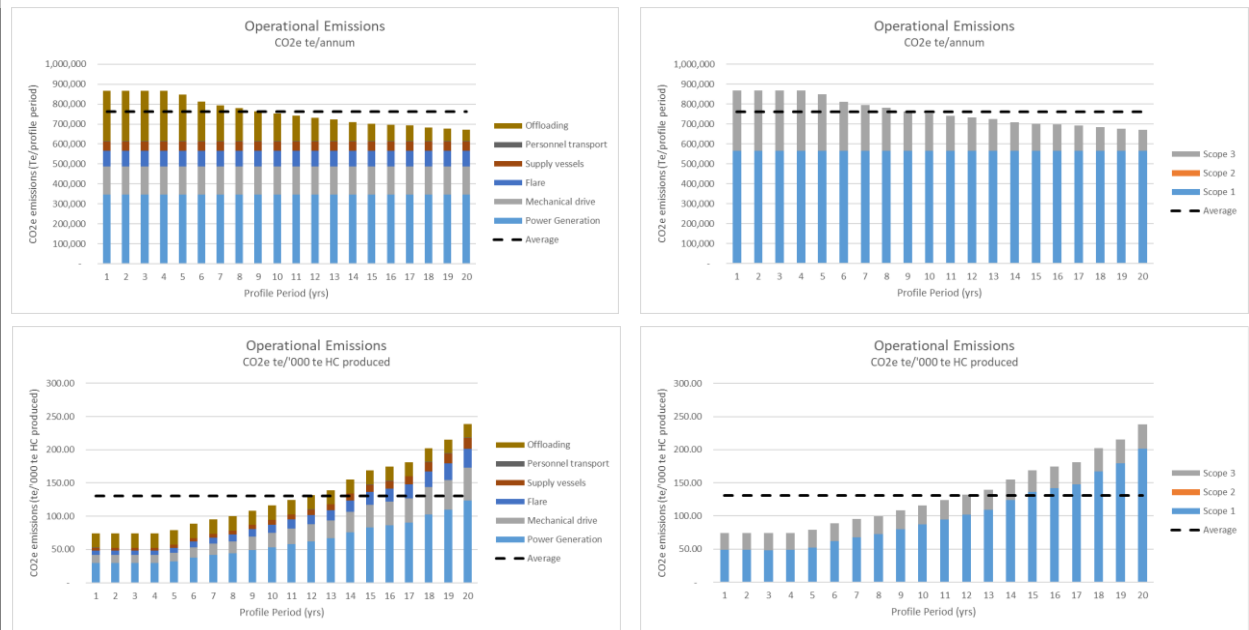 Operational Emissions
CO2e te/annum
CO2e emissions (Te/profile period)
1,000,000
900,000
800,000
700,000
600,000
500,000
400,000
300,000
200,000
100,000
-
1 2 3 4 5 6 7 8 9 10 11 12 13 14 15 16 17 18 19 20
Profile Period (yrs)
Offloading
Personnel transport
Supply vessels
Flare
Mechanical drive
Power Generation
Average
Operational Emissions
CO2e te/annum
CO2e emissions (Te/profile period)
1,000,000
900,000
800,000
700,000
600,000
500,000
400,000
300,000
200,000
100,000
-
1 2 3 4 5 6 7 8 9 10 11 12 13 14 15 16 17 18 19 20
Profile Period (yrs)
Scope 3
Scope 2
Scope 1
Average
Operational Emissions
CO2e te/'000 te HC produced
CO2e emissions (te/'000 te HC produced)
300.00
250.00
200.00
150.00
100.00
50.00
-
1 2 3 4 5 6 7 8 9 10 11 12 13 14 15 16 17 18 19 20
Profile Period (yrs)
Offloading
Personnel transport
Supply vessels
Flare
Mechanical drive
Power Generation
Average
Operational Emissions
CO2e te/'000 te HC produced
CO2e emissions (te/'000 te HC produced)
300.00
250.00
200.00
150.00
100.00
50.00
-
1 2 3 4 5 6 7 8 9 10 11 12 13 14 15 16 17 18 19 20
Profile Period (yrs)
Scope 3
Scope 2
Scope 1
Average